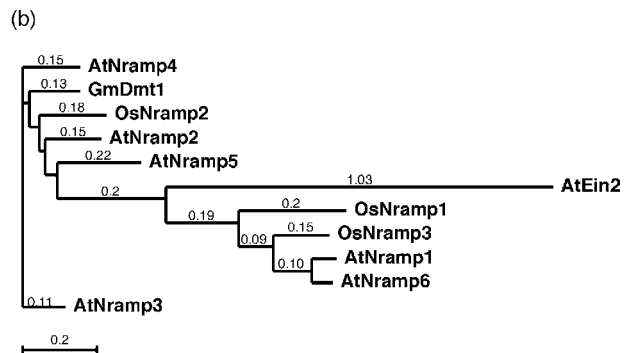 (b)
0.15 AtNramp4
0.13 GmDmt1
0.18 OsNramp2
0.15 AtNramp2
0.22 AtNramp5
1.03 AtEin2
0.2
0.2 OsNramp1
0.19
0.15 OsNramp3
0.09
AtNramp1
0.10
AtNramp6
0.11 AtNramp3
0.2